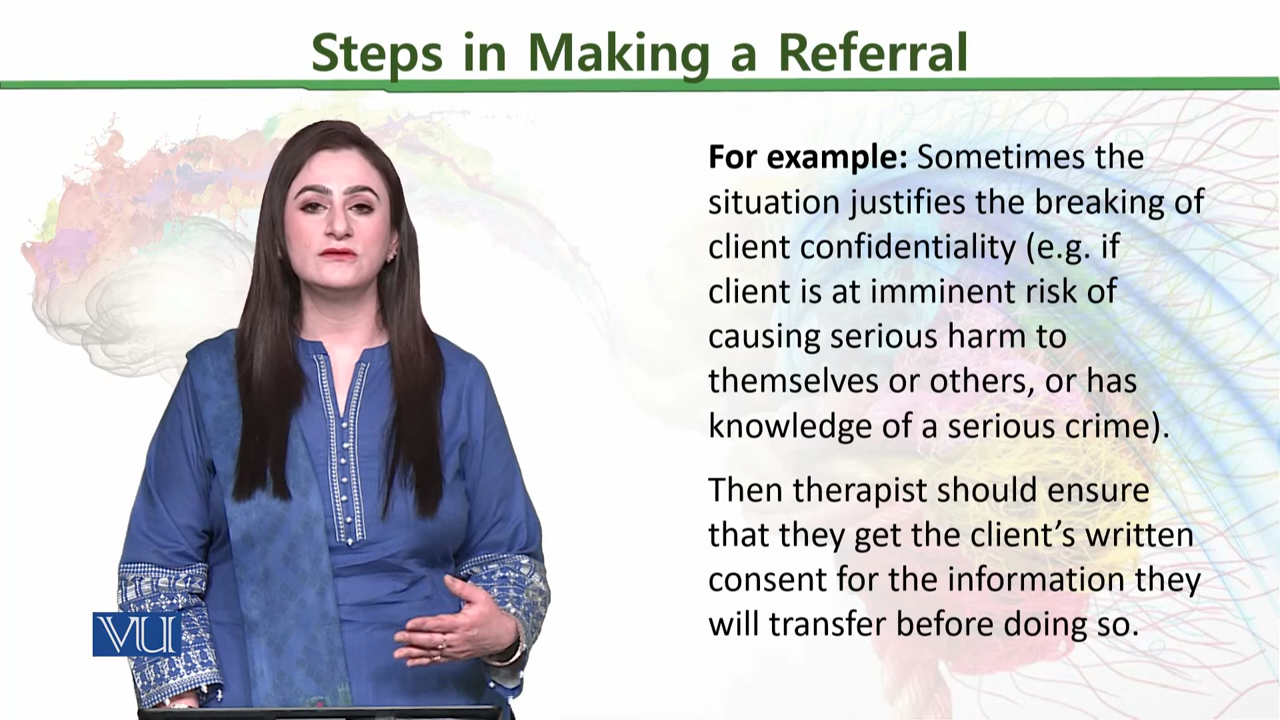 Steps in Making a Referral
For example: Sometimes the
situation justifies the breaking of
client confidentiality (e.g. if
client is at imminent risk of
causing serious harm to
themselves or others, or has
knowledge of a serious crime).
Then therapist should ensure
that they get the client's written
consent for the information they
will transfer before doing so.
VU